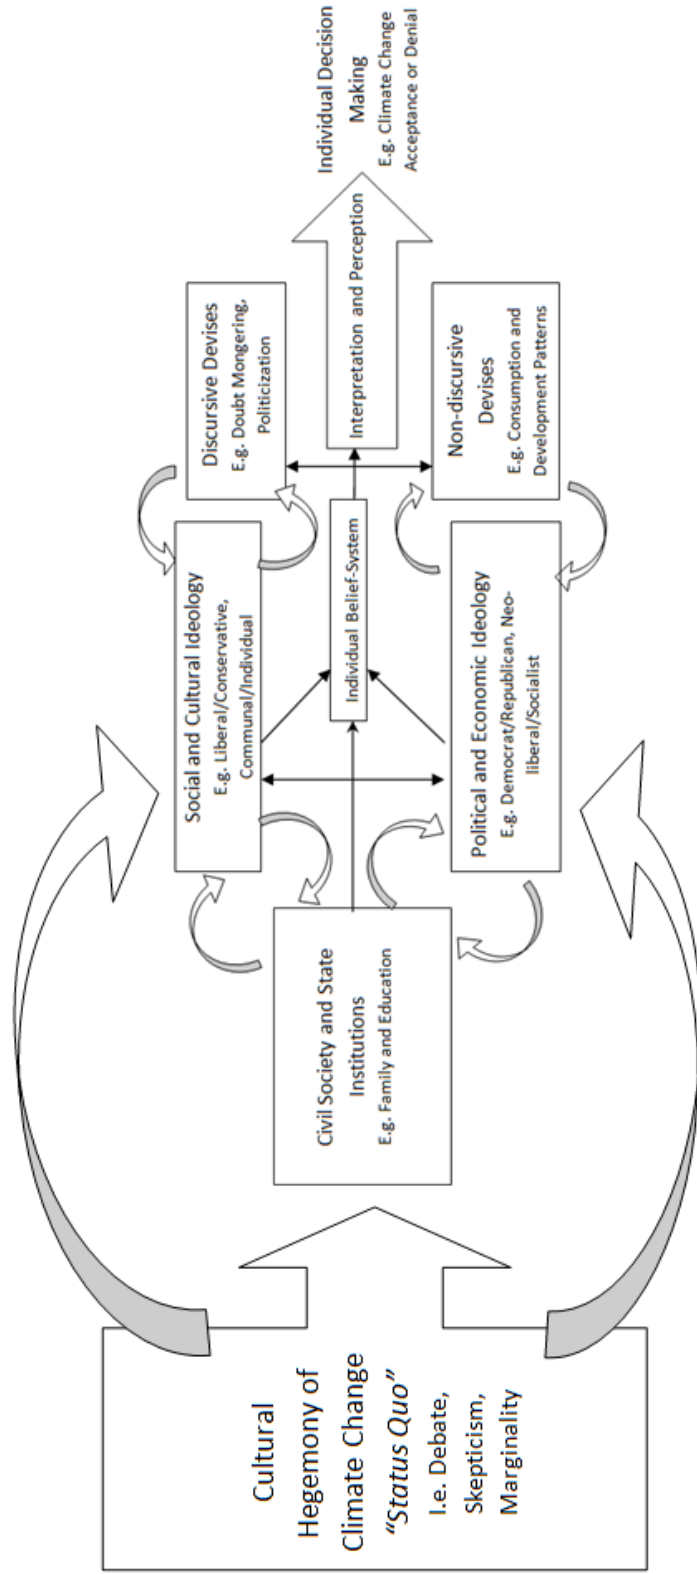 Cultural
Hegemony of
Climate Change
“Status Quo”
I.e. Debate,
Skepticism,
Marginality
Civil Society and State
Institutions
E.g. Family and Education
Social and Cultural Ideology
E.g. Liberal/Conservative,
Communal/Individual
Political and Economic Ideology
E.g. Democrat/Republican, Neo-
liberal/Socialist
Individual Belief-System
Discursive Devises
E.g. Doubt Mongering,
Politicization
Non-discursive
Devises
E.g. Consumption and
Development Patterns
Interpretation and Perception
Individual Decision
Making
E.g. Climate Change
Acceptance or Denial